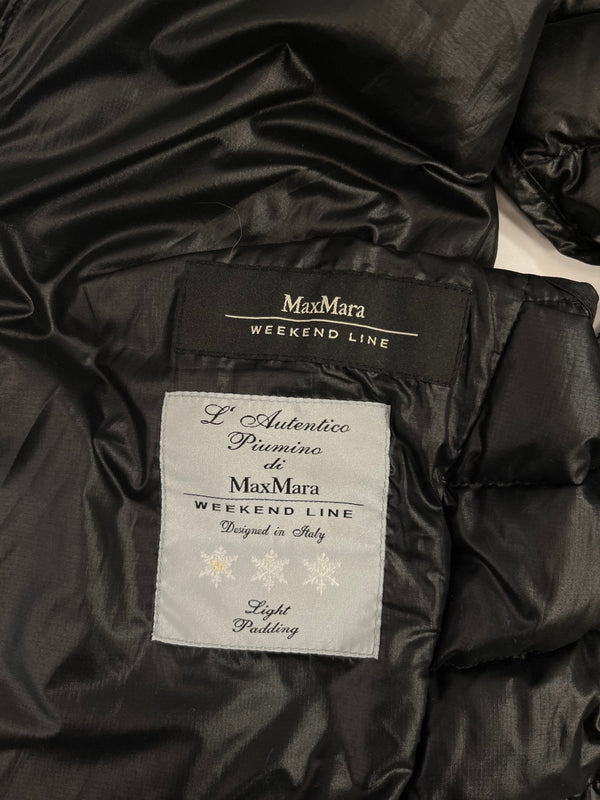 MaxMara
WEEKEND LINE
L' Autentico
Piumino
di
MaxMara
WEEKEND LINE
Designed in Italy
Light
Padding